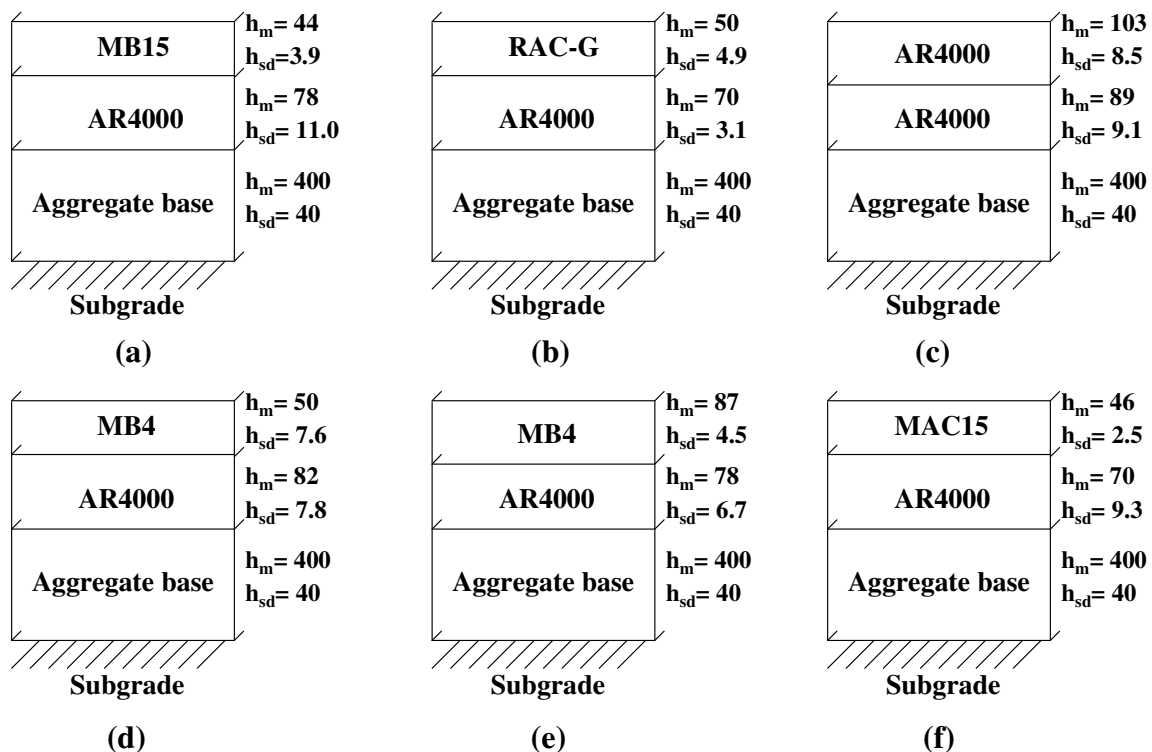 MB15
h_m= 44
h_sd=3.9
AR4000
h_m= 78
h_sd= 11.0
Aggregate base
h_m= 400
h_sd= 40
Subgrade
(a)
RAC-G
h_m= 50
h_sd= 4.9
AR4000
h_m= 70
h_sd= 3.1
Aggregate base
h_m= 400
h_sd= 40
Subgrade
(b)
AR4000
h_m= 103
h_sd= 8.5
AR4000
h_m= 89
h_sd= 9.1
Aggregate base
h_m= 400
h_sd= 40
Subgrade
(c)
MB4
h_m= 50
h_sd= 7.6
AR4000
h_m= 82
h_sd= 7.8
Aggregate base
h_m= 400
h_sd= 40
Subgrade
(d)
MB4
h_m= 87
h_sd= 4.5
AR4000
h_m= 78
h_sd= 6.7
Aggregate base
h_m= 400
h_sd= 40
Subgrade
(e)
MAC15
h_m= 46
h_sd= 2.5
AR4000
h_m= 70
h_sd= 9.3
Aggregate base
h_m= 400
h_sd= 40
Subgrade
(f)